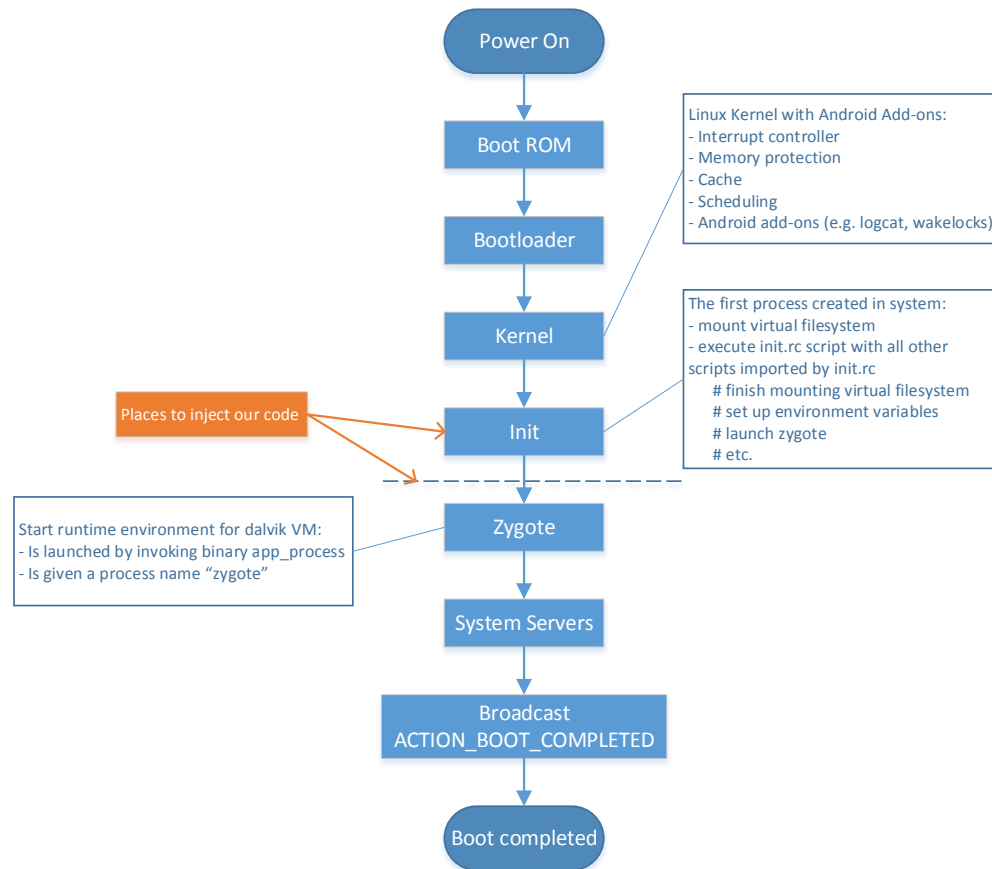 Power On
Linux Kernel with Android Add-ons:
- Interrupt controller
- Memory protection
- Cache
- Scheduling
- Android add-ons (e.g. logcat, wakelocks)
Boot ROM
Bootloader
Kernel
The first process created in system:
- mount virtual filesystem
- execute init.rc script with all other
scripts imported by init.rc
# finish mounting virtual filesystem
# set up environment variables
# launch zygote
# etc.
Places to inject our code
Init
Start runtime environment for dalvik VM:
- Is launched by invoking binary app_process
- Is given a process name “zygote”
Zygote
System Servers
Broadcast
ACTION_BOOT_COMPLETED
Boot completed